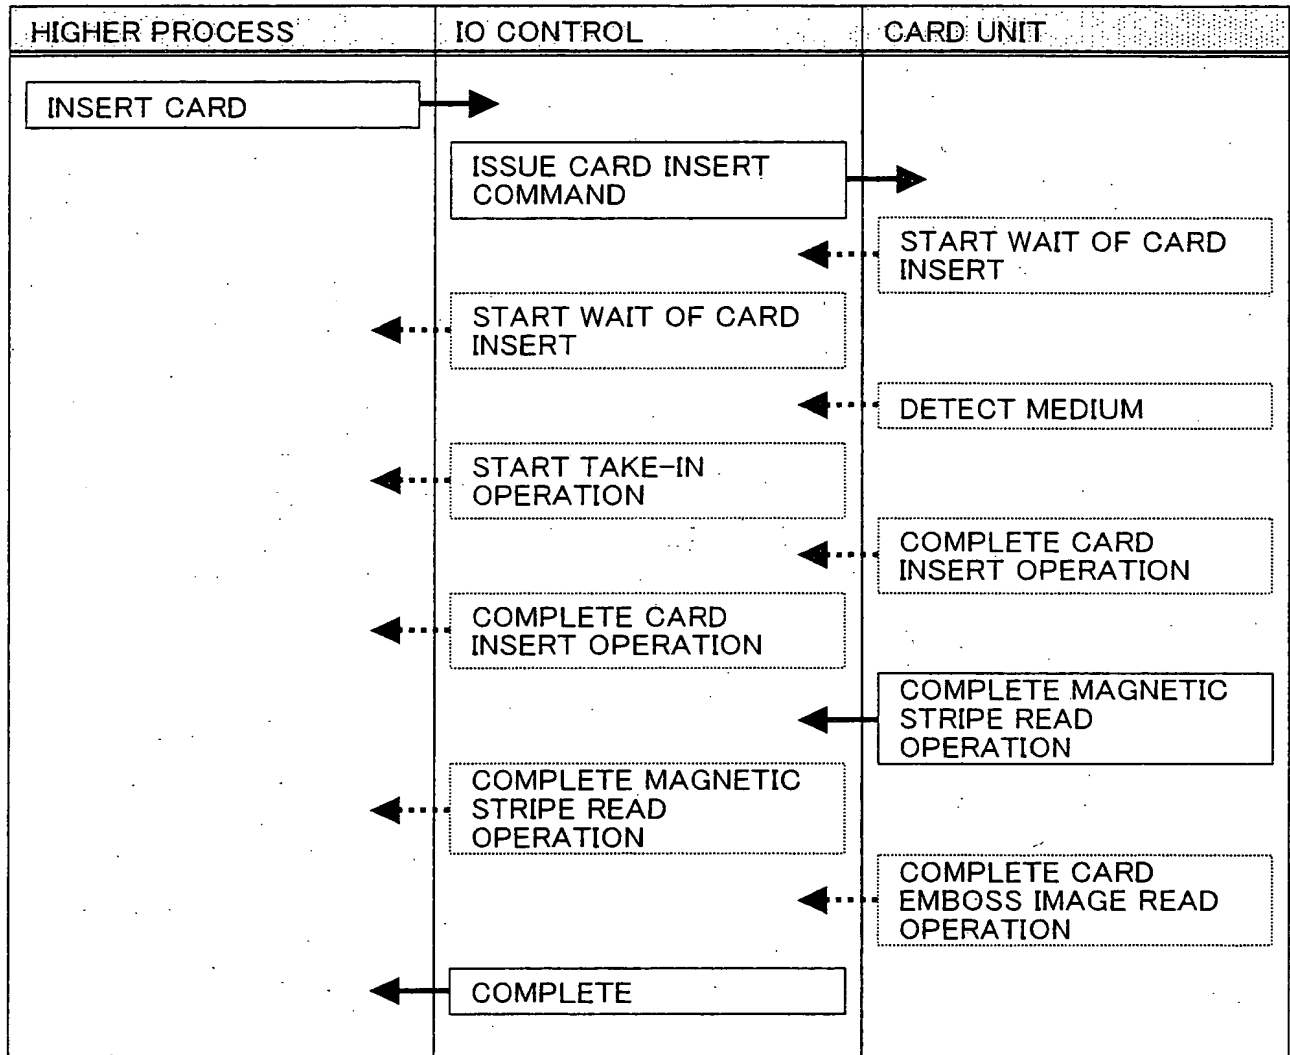 HIGHER PROCESS
IO CONTROL
CARD UNIT
INSERT CARD
ISSUE CARD INSERT
COMMAND
START WAIT OF CARD
INSERT
START WAIT OF CARD
INSERT
DETECT MEDIUM
START TAKE-IN
OPERATION
COMPLETE CARD
INSERT OPERATION
COMPLETE CARD
INSERT OPERATION
COMPLETE MAGNETIC
STRIPE READ
OPERATION
COMPLETE MAGNETIC
STRIPE READ
OPERATION
COMPLETE CARD
EMBOSS IMAGE READ
OPERATION
COMPLETE